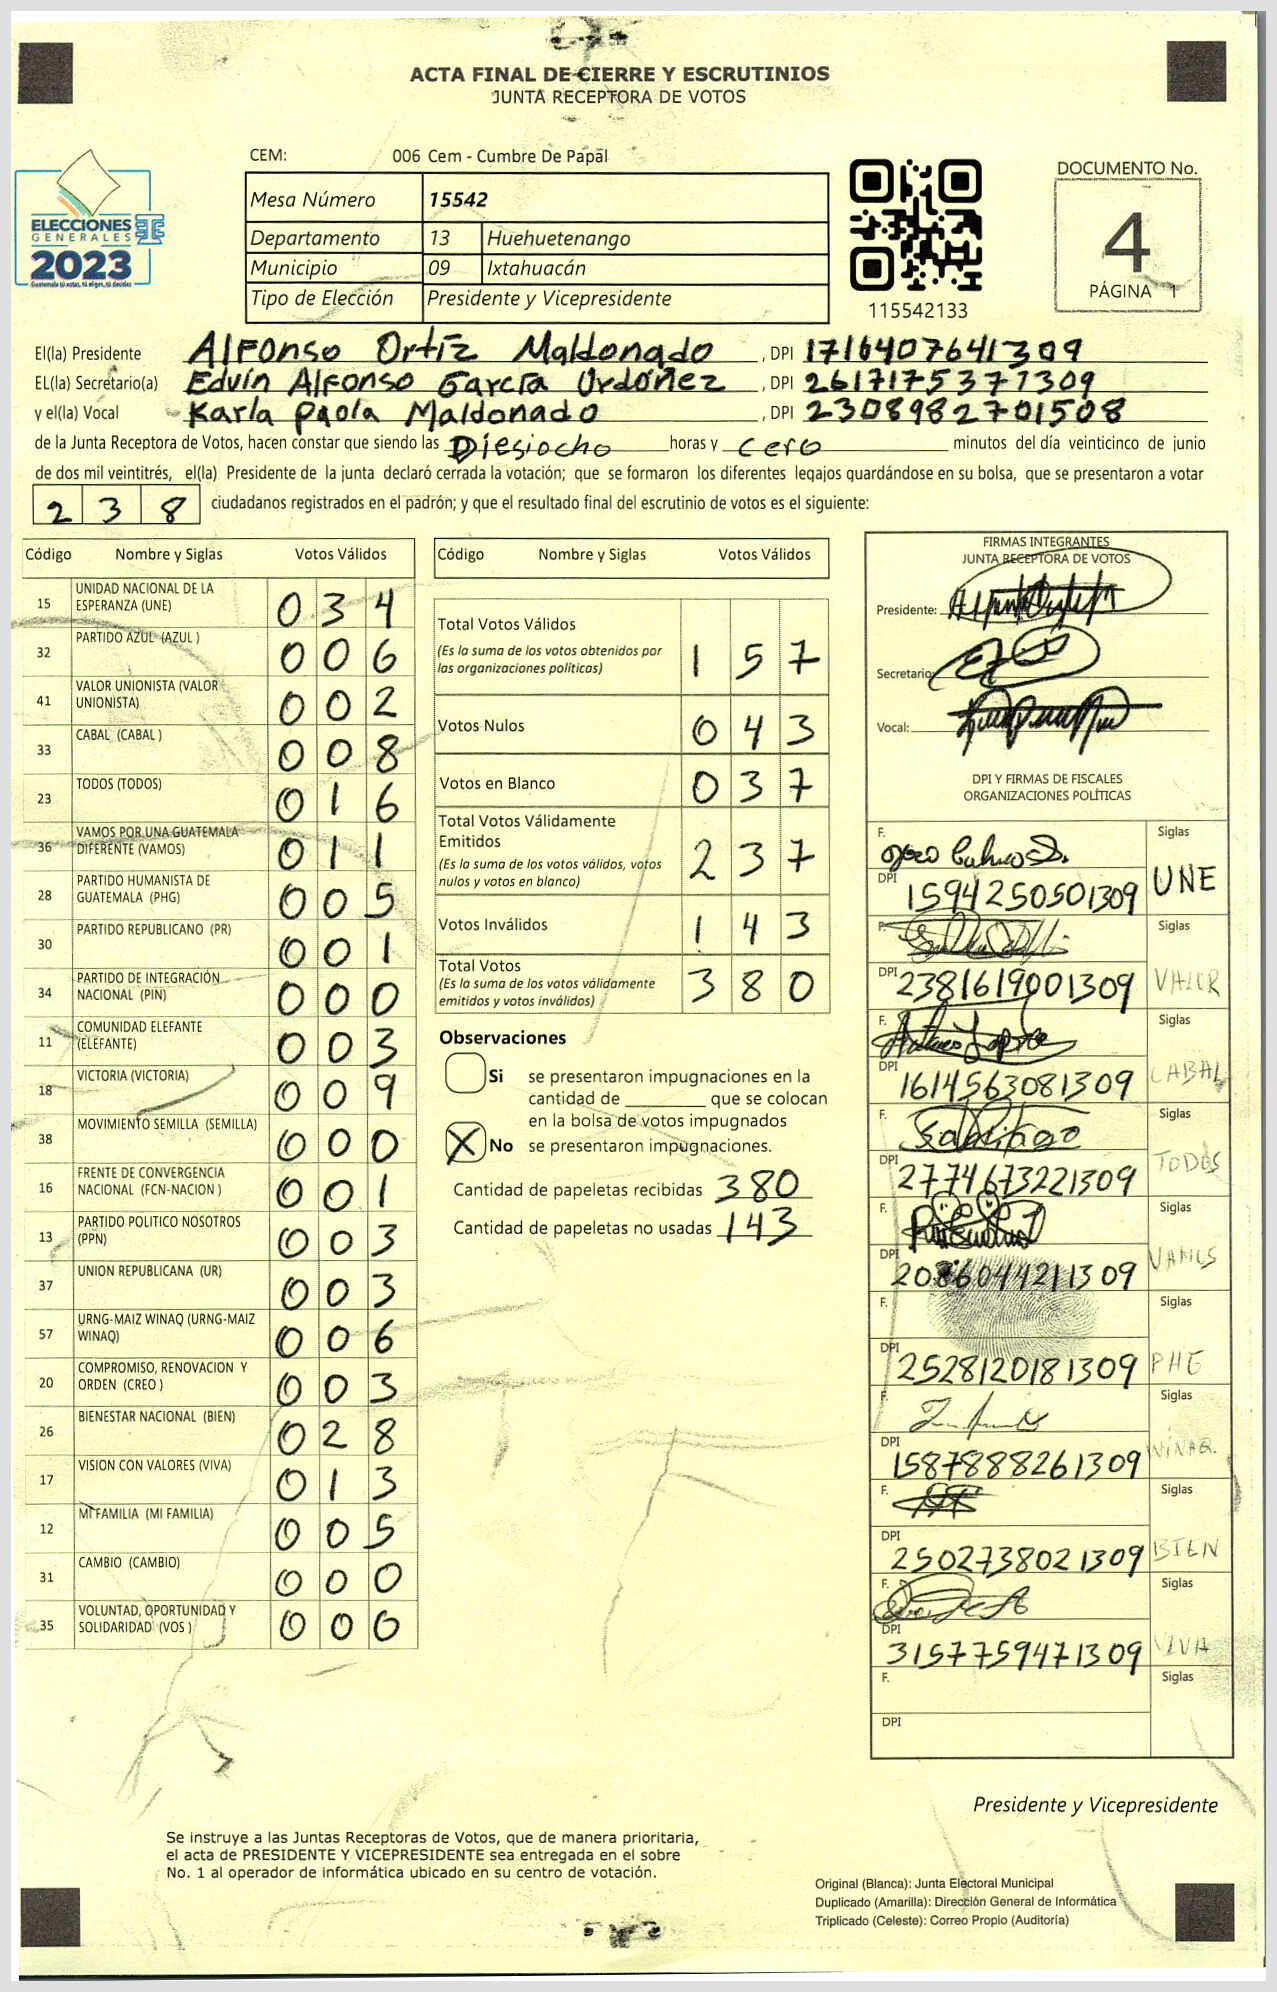 ACTA FINAL DE CIERRE Y ESCRUTINIOS
JUNTA RECEPTORA DE VOTOS
CEM: 006 Cem - Cumbre De Papal
ELECCIONES
GENERALES
2023
Guatemala tú votas, tú eliges, tú decides
Mesa Número 15542
Departamento 13 Huehuetenango
Municipio 09 Ixtahuacán
Tipo de Elección Presidente y Vicepresidente
115542133
DOCUMENTO No.
4
PÁGINA 1
El(la) Presidente Alfonso Ortíz Maldonado, DPI 1716407641309
EL(la) Secretario(a) Edvin Alfonso García Ordóñez, DPI 2617175371309
y el(la) Vocal Karla Paola Maldonado, DPI 2308982701508
de la Junta Receptora de Votos, hacen constar que siendo las Diesiocho horas y cero minutos del día veinticinco de junio
de dos mil veintitrés, el(la) Presidente de la junta declaró cerrada la votación; que se formaron los diferentes legajos guardándose en su bolsa, que se presentaron a votar
2 3 8 ciudadanos registrados en el padrón; y que el resultado final del escrutinio de votos es el siguiente:
Código Nombre y Siglas Votos Válidos
15 UNIDAD NACIONAL DE LA ESPERANZA (UNE) 0 3 4
32 PARTIDO AZUL (AZUL ) 0 0 6
41 VALOR UNIONISTA (VALOR UNIONISTA) 0 0 2
33 CABAL (CABAL ) 0 0 8
23 TODOS (TODOS) 0 1 6
36 VAMOS POR UNA GUATEMALA DIFERENTE (VAMOS) 0 1 1
28 PARTIDO HUMANISTA DE GUATEMALA (PHG) 0 0 5
30 PARTIDO REPUBLICANO (PR) 0 0 1
34 PARTIDO DE INTEGRACIÓN NACIONAL (PIN) 0 0 0
11 COMUNIDAD ELEFANTE (ELEFANTE) 0 0 3
18 VICTORIA (VICTORIA) 0 0 9
38 MOVIMIENTO SEMILLA (SEMILLA) 0 0 0
16 FRENTE DE CONVERGENCIA NACIONAL (FCN-NACION ) 0 0 1
13 PARTIDO POLITICO NOSOTROS (PPN) 0 0 3
37 UNION REPUBLICANA (UR) 0 0 3
57 URNG-MAIZ WINAQ (URNG-MAIZ WINAQ) 0 0 6
20 COMPROMISO, RENOVACION Y ORDEN (CREO ) 0 0 3
26 BIENESTAR NACIONAL (BIEN) 0 2 8
17 VISION CON VALORES (VIVA) 0 1 3
12 MI FAMILIA (MI FAMILIA) 0 0 5
31 CAMBIO (CAMBIO) 0 0 0
35 VOLUNTAD, OPORTUNIDAD Y SOLIDARIDAD (VOS ) 0 0 0
Código Nombre y Siglas Votos Válidos
Total Votos Válidos
(Es la suma de los votos obtenidos por
las organizaciones políticas) 1 5 7
Votos Nulos 0 4 3
Votos en Blanco 0 3 7
Total Votos Válidamente
Emitidos
(Es la suma de los votos válidos, votos
nulos y votos en blanco) 2 3 7
Votos Inválidos 1 4 3
Total Votos
(Es la suma de los votos válidamente
emitidos y votos inválidos) 3 8 0
Observaciones
Si se presentaron impugnaciones en la
cantidad de ________ que se colocan
en la bolsa de votos impugnados
X No se presentaron impugnaciones.
Cantidad de papeletas recibidas 380
Cantidad de papeletas no usadas 143
FIRMAS INTEGRANTES
JUNTA RECEPTORA DE VOTOS
Presidente:
Secretario:
Vocal:
DPI Y FIRMAS DE FISCALES
ORGANIZACIONES POLÍTICAS
F. Siglas
DPI 1594250501309 UNE
F. Siglas
DPI 2381619001309 VALOR
F. Siglas
DPI 1614563081309 CABAL
F. Siglas
DPI 2774673221309 TODOS
F. Siglas
DPI 2086044211309 VAMOS
F. Siglas
DPI 2528120181309 PHG
F. Siglas
DPI 1587888261309 WINAQ.
F. Siglas
DPI 2502738021309 BIEN
F. Siglas
DPI 3157759471309 VIVA
F. Siglas
DPI
Presidente y Vicepresidente
Se instruye a las Juntas Receptoras de Votos, que de manera prioritaria,
el acta de PRESIDENTE Y VICEPRESIDENTE sea entregada en el sobre
No. 1 al operador de informática ubicado en su centro de votación.
Original (Blanca): Junta Electoral Municipal
Duplicado (Amarilla): Dirección General de Informática
Triplicado (Celeste): Correo Propio (Auditoría)